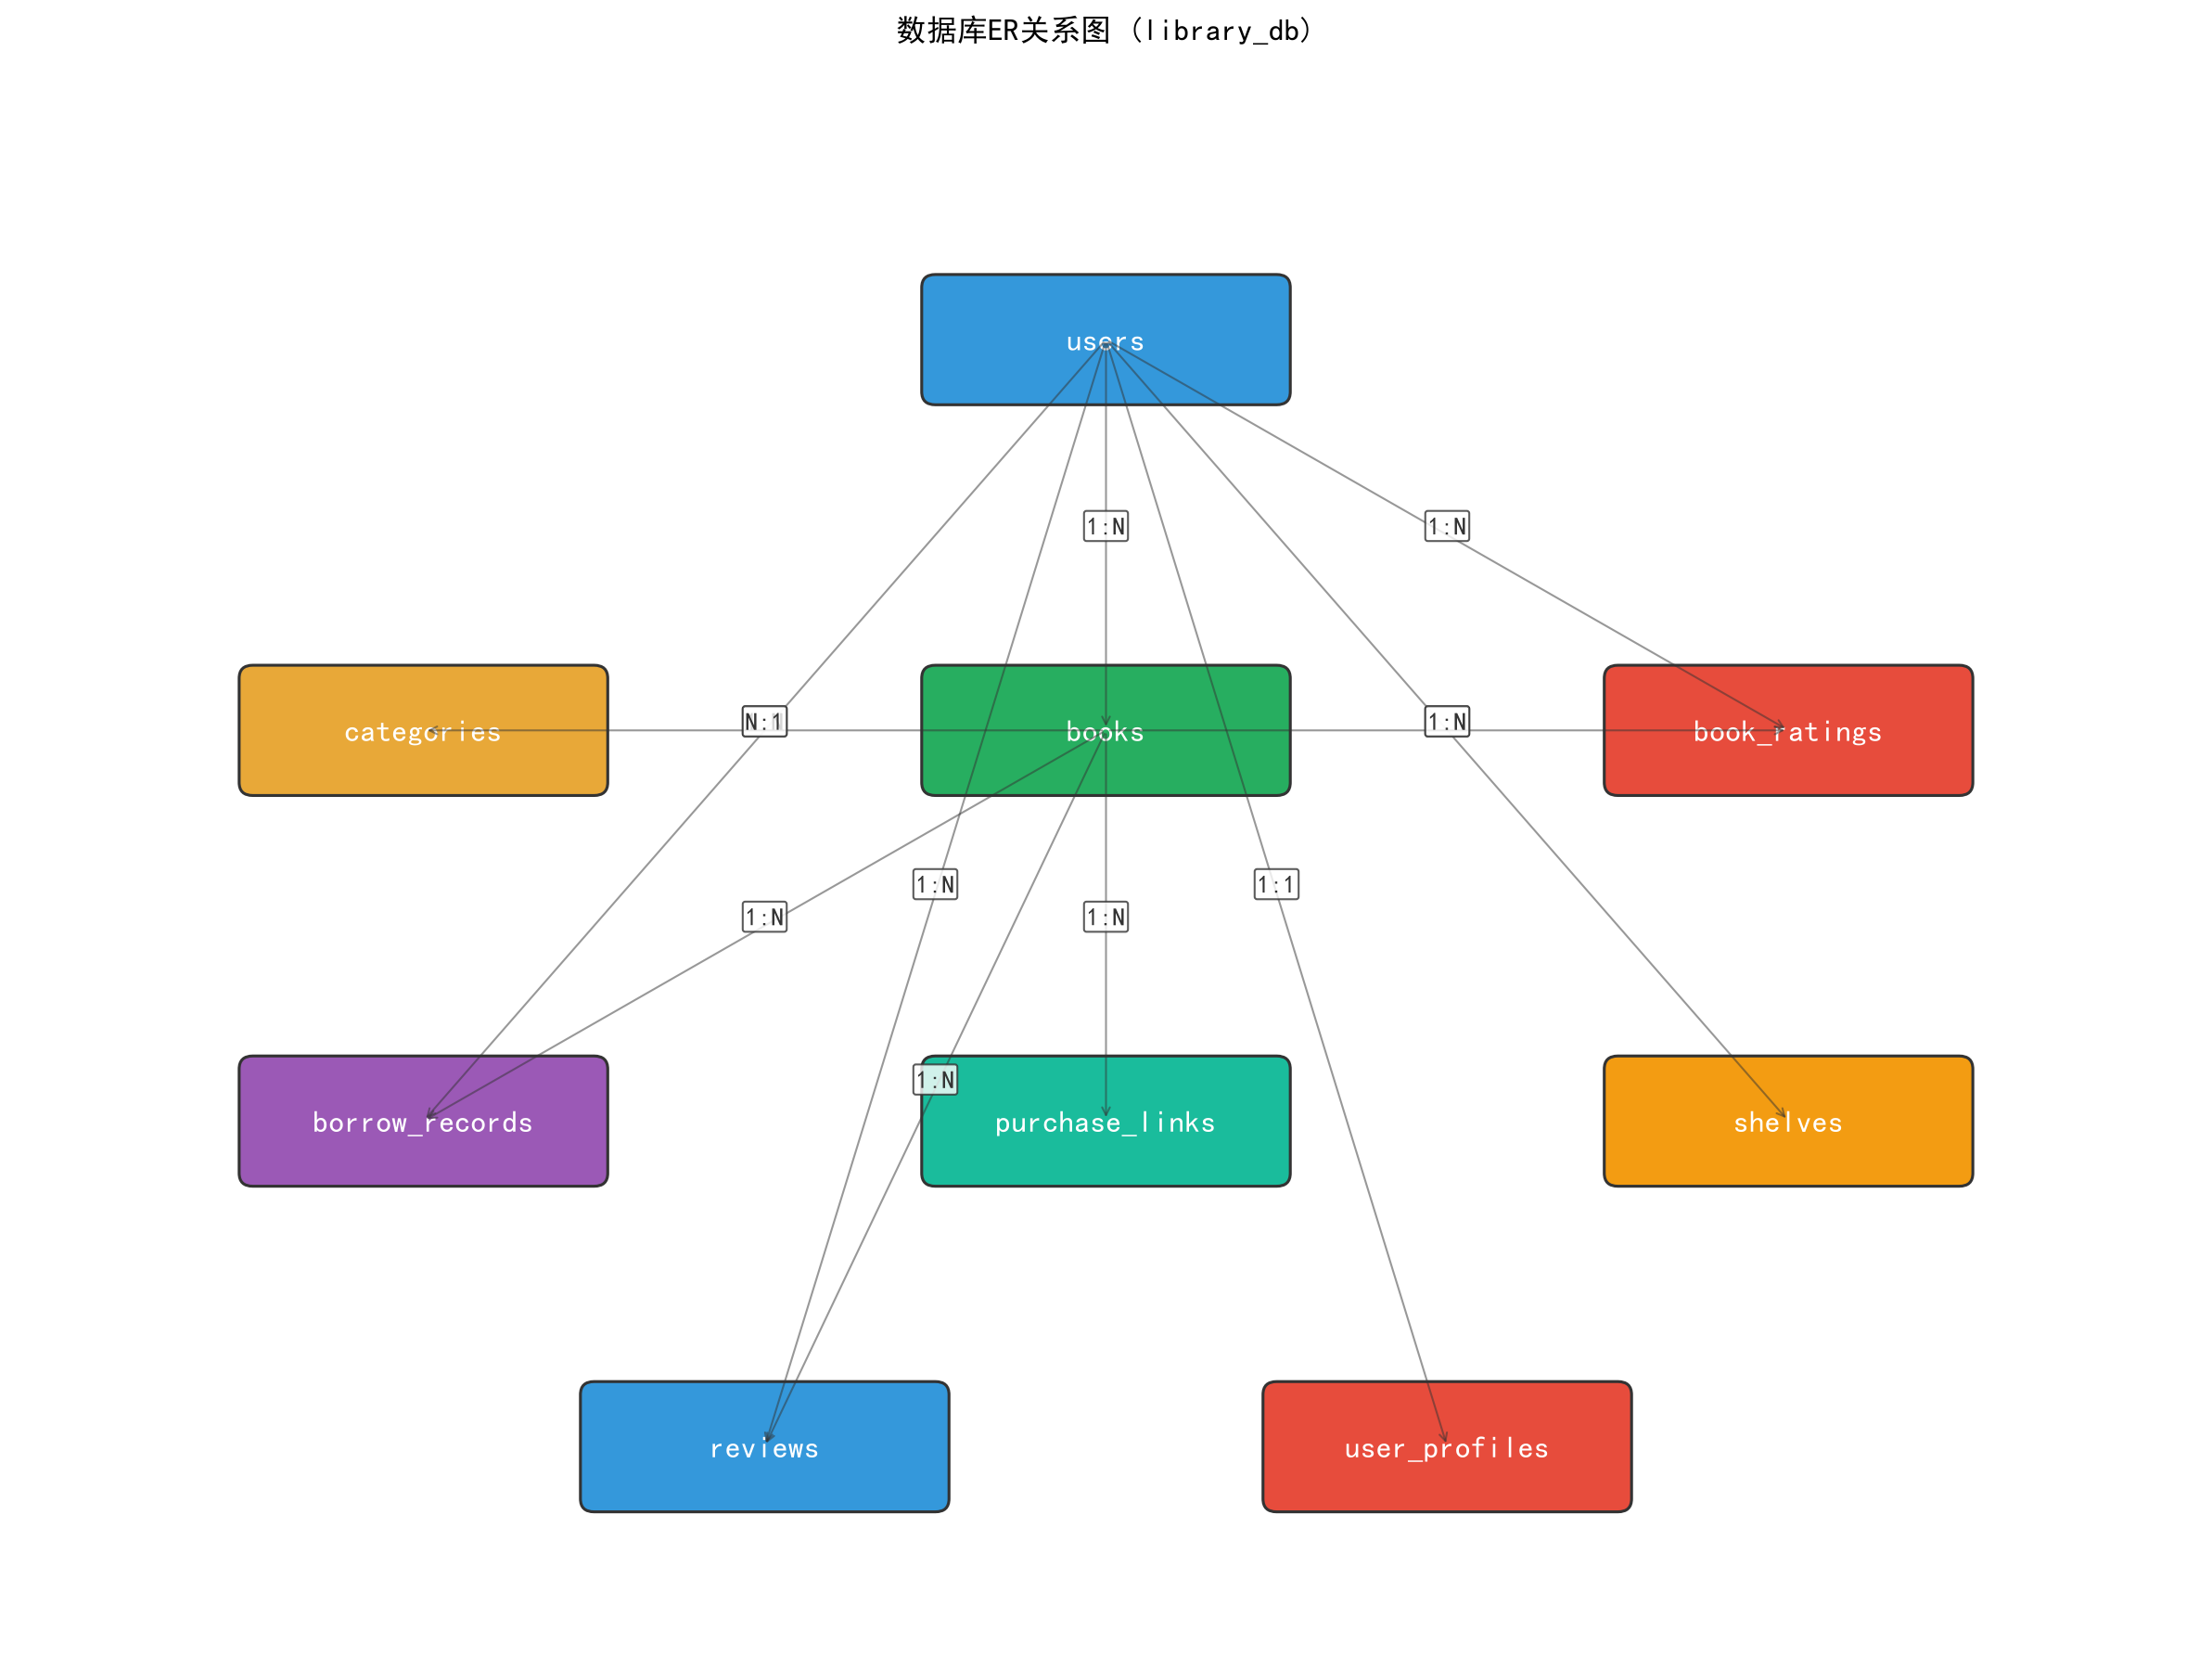 数据库ER关系图 (library_db)
users
1:N
1:N
categories
N:1
books
1:N
book_ratings
1:N
1:1
1:N
1:N
1:N
borrow_records
purchase_links
shelves
reviews
user_profiles